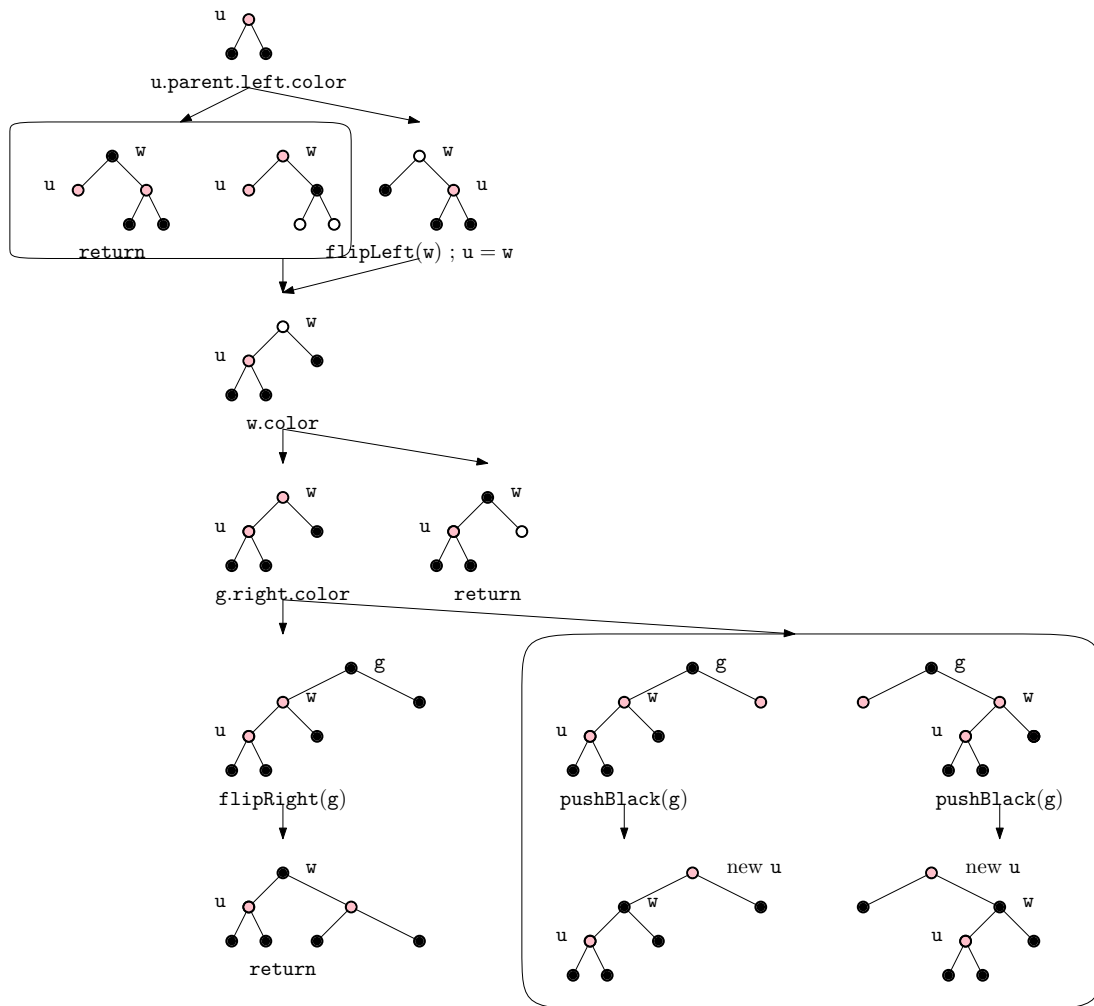 u
u.parent.left.color
w
w
w
u
u
u
return
flipLeft(w) ; u = w
w
u
w.color
w
w
u
u
g.right.color
return
g
g
g
w
w
w
u
u
u
flipRight(g)
pushBlack(g)
pushBlack(g)
w
new u
new u
u
w
w
u
u
return